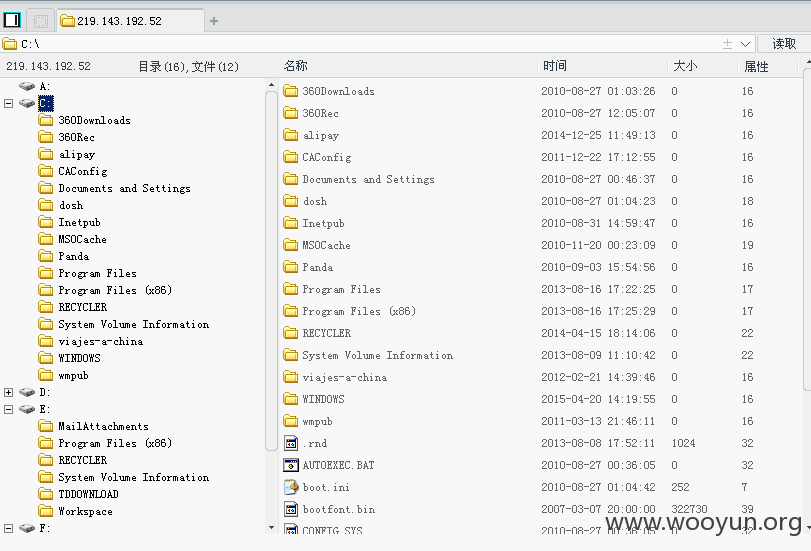 219.143.192.52
C:\
读取
219.143.192.52 目录(16),文件(12)
名称 时间 大小 属性
A:
C:
360Downloads
360Rec
alipay
CAConfig
Documents and Settings
dosh
Inetpub
MSOCache
Panda
Program Files
Program Files (x86)
RECYCLER
System Volume Information
viajes-a-china
WINDOWS
wmpub
D:
E:
MailAttachments
Program Files (x86)
RECYCLER
System Volume Information
TDDOWNLOAD
Workspace
F:
360Downloads 2010-08-27 01:03:26 0 16
360Rec 2010-08-27 12:05:07 0 16
alipay 2014-12-25 11:49:13 0 16
CAConfig 2011-12-22 17:12:55 0 16
Documents and Settings 2010-08-27 00:46:37 0 16
dosh 2010-08-27 01:04:23 0 18
Inetpub 2010-08-31 14:59:47 0 16
MSOCache 2010-11-20 00:23:09 0 19
Panda 2010-09-03 15:54:56 0 16
Program Files 2013-08-16 17:22:25 0 17
Program Files (x86) 2013-08-16 17:25:29 0 17
RECYCLER 2014-04-15 18:14:06 0 22
System Volume Information 2013-08-09 11:10:42 0 22
viajes-a-china 2012-02-21 14:39:46 0 16
WINDOWS 2015-04-20 14:19:55 0 16
wmpub 2011-03-13 21:46:11 0 16
.rnd 2013-08-08 17:52:11 1024 32
AUTOEXEC.BAT 2010-08-27 00:36:05 0 32
boot.ini 2010-08-27 01:04:42 252 7
bootfont.bin 2007-03-07 20:00:00 322730 39
CONFIG.SYS 2010-08-27 00:36:05 0 32
www.wooyun.org